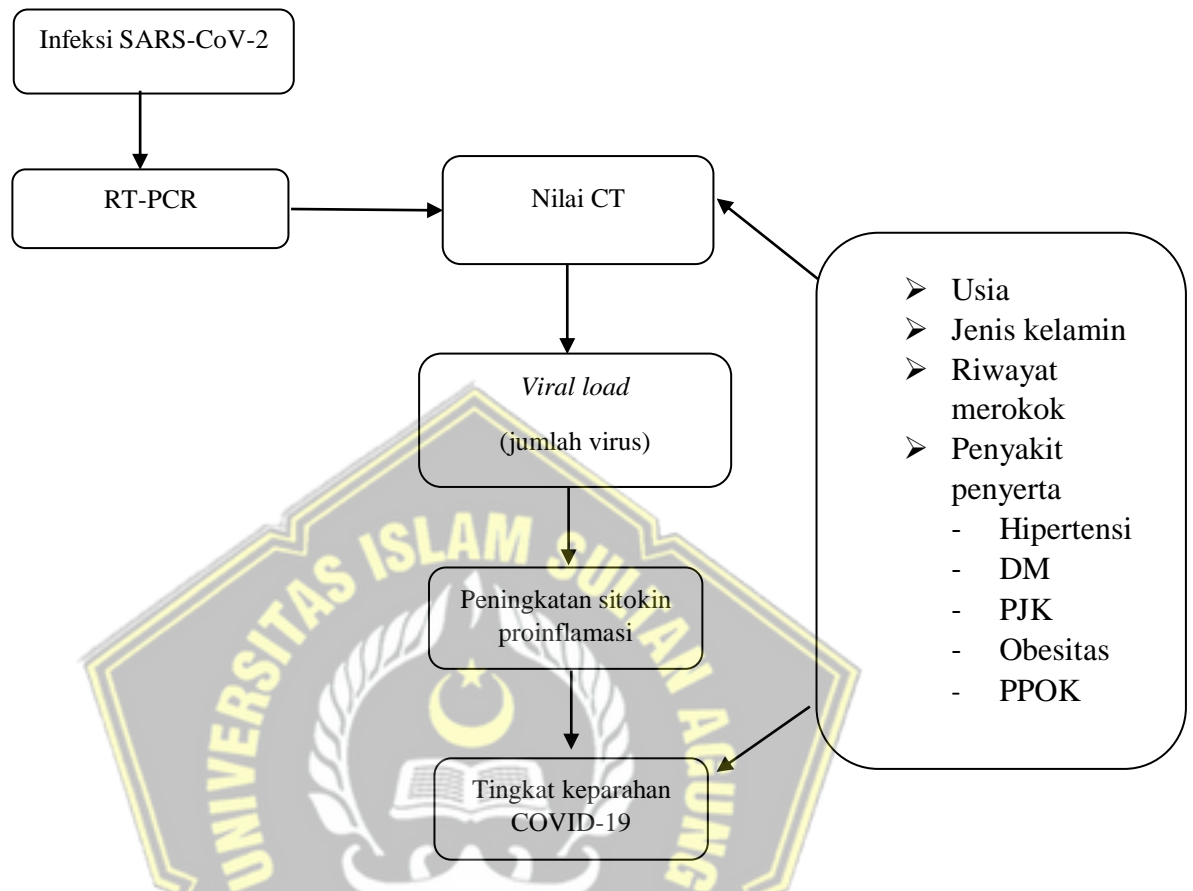 Infeksi SARS-CoV-2
RT-PCR
Nilai CT
Viral load
(jumlah virus)
Peningkatan sitokin
proinflamasi
Tingkat keparahan
COVID-19
➢ Usia
➢ Jenis kelamin
➢ Riwayat
merokok
➢ Penyakit
penyerta
- Hipertensi
- DM
- PJK
- Obesitas
- PPOK
UNIVERSITAS ISLAM SULTAN AGUNG